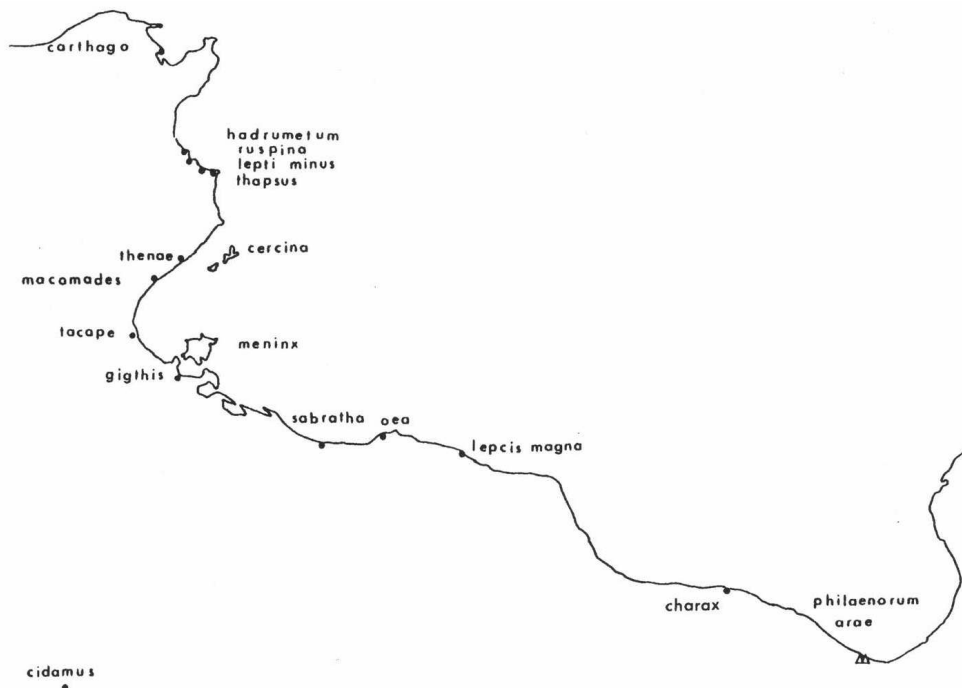 carthago
hadrumetum
ruspina
lepti minus
thapsus
cercina
thenae
macomades
tacape
meninx
gigthis
sabratha
oea
lepcis magna
charax
philaenorum
arae
cidamus